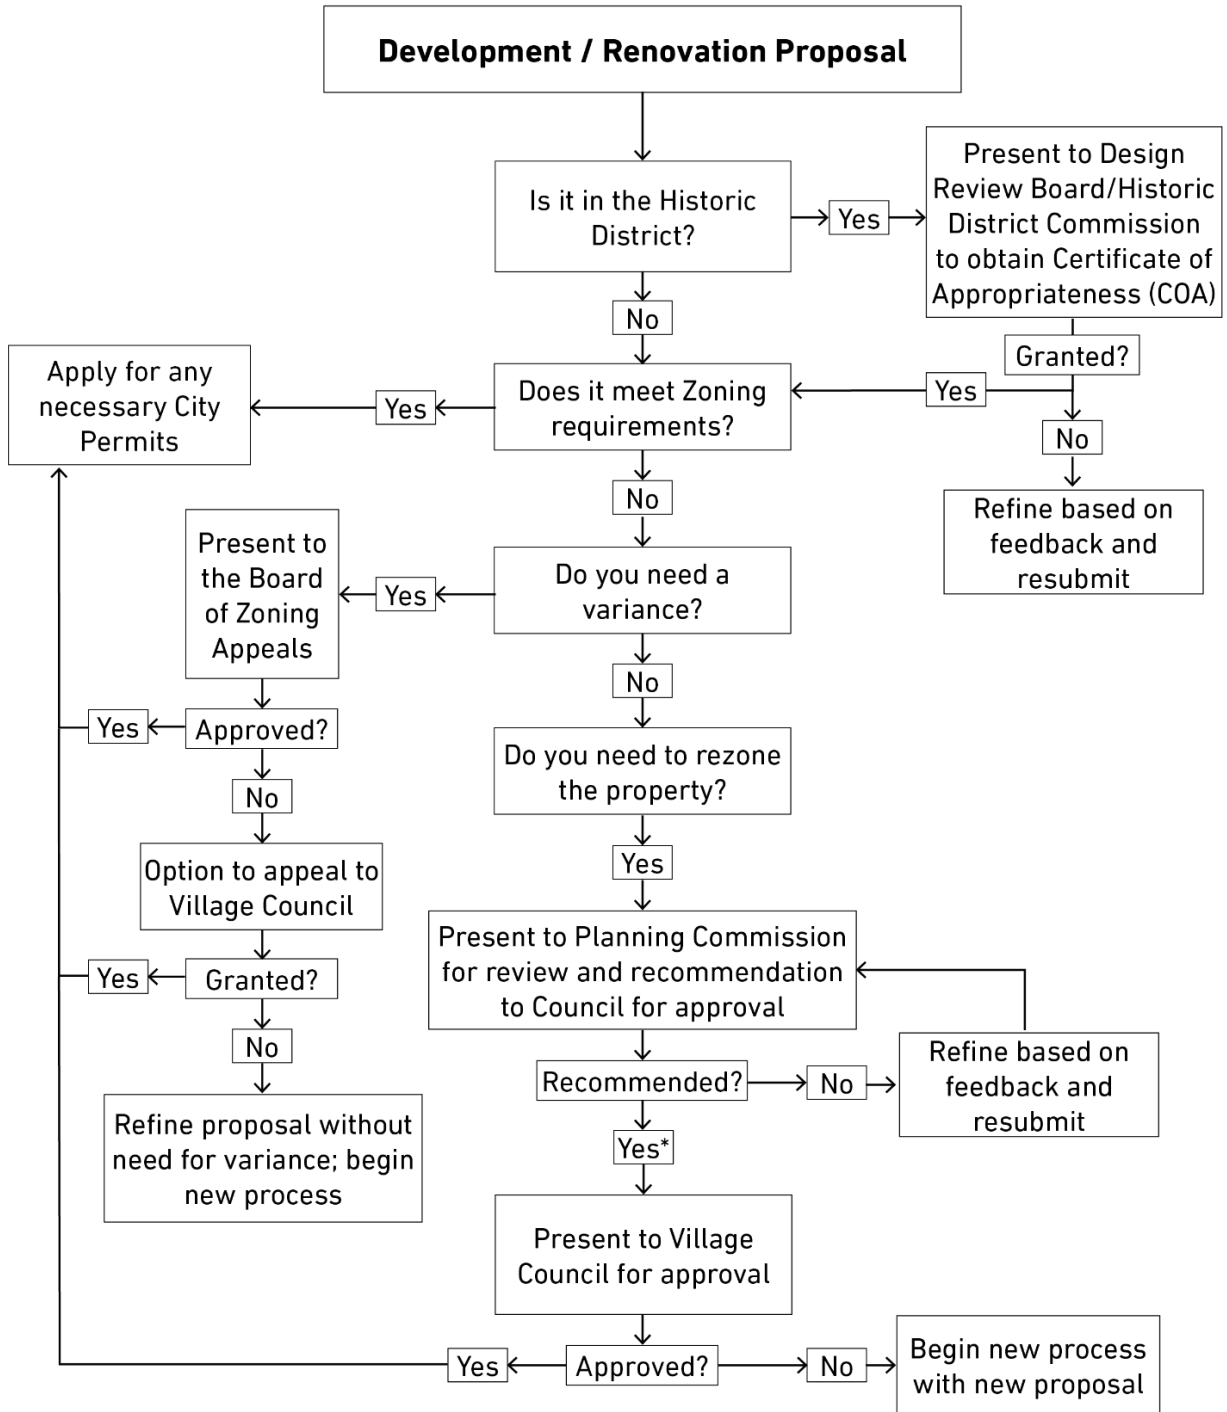 Development / Renovation Proposal
Is it in the Historic
District?
Yes
Present to Design
Review Board/Historic
District Commission
to obtain Certificate of
Appropriateness (COA)
No
Granted?
Yes
No
Refine based on
feedback and
resubmit
Does it meet Zoning
requirements?
Yes
Apply for any
necessary City
Permits
No
Do you need a
variance?
Yes
Present to
the Board
of Zoning
Appeals
Approved?
Yes
No
Option to appeal to
Village Council
Granted?
Yes
No
Refine proposal without
need for variance; begin
new process
No
Do you need to rezone
the property?
Yes
Present to Planning Commission
for review and recommendation
to Council for approval
Recommended?
No
Refine based on
feedback and
resubmit
Yes*
Present to Village
Council for approval
Approved?
Yes
No
Begin new process
with new proposal